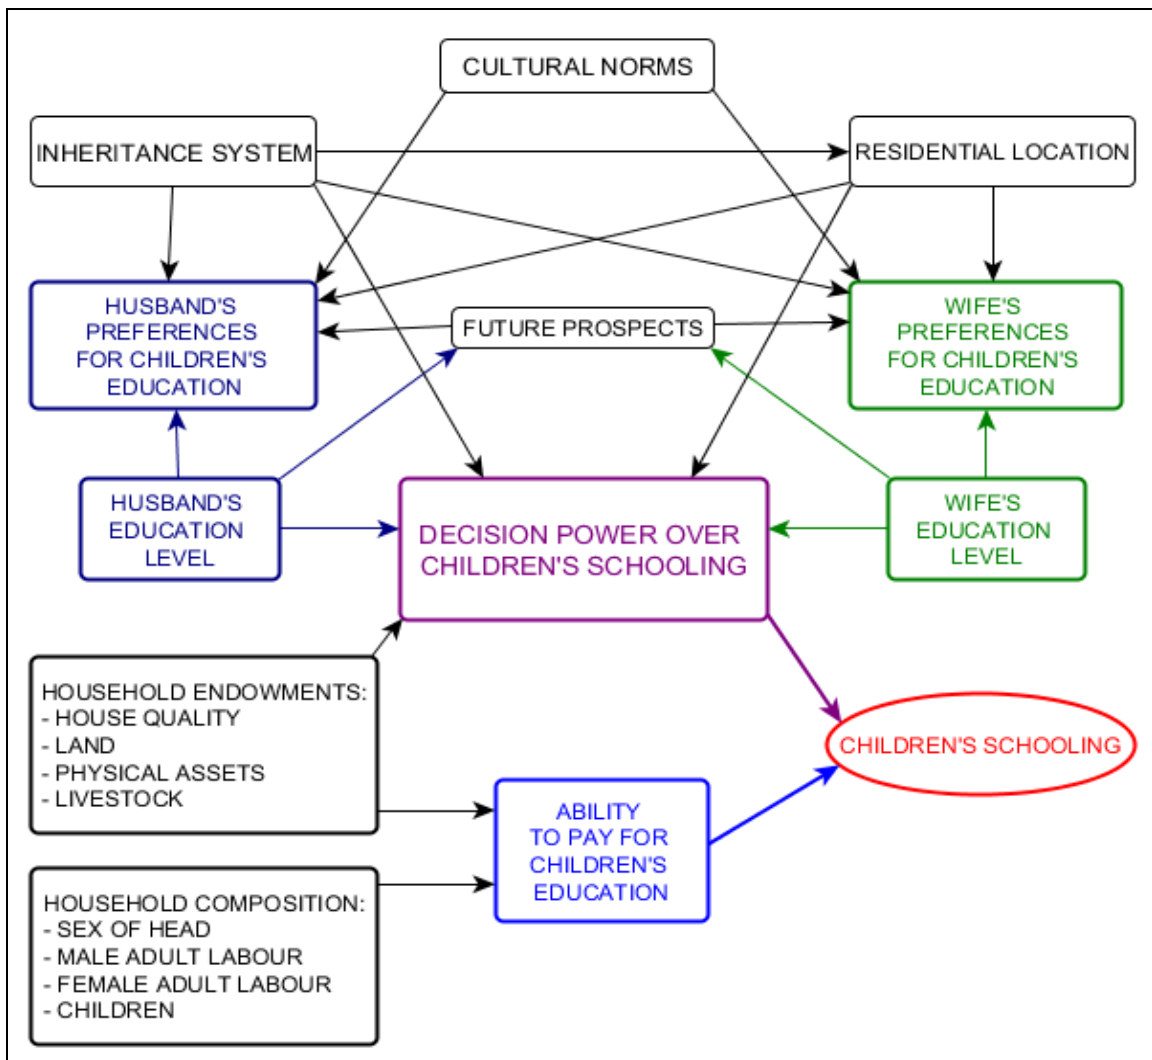 CULTURAL NORMS
INHERITANCE SYSTEM
RESIDENTIAL LOCATION
HUSBAND'S
PREFERENCES
FOR CHILDREN'S
EDUCATION
FUTURE PROSPECTS
WIFE'S
PREFERENCES
FOR CHILDREN'S
EDUCATION
HUSBAND'S
EDUCATION
LEVEL
DECISION POWER OVER
CHILDREN'S SCHOOLING
WIFE'S
EDUCATION
LEVEL
HOUSEHOLD ENDOWMENTS:
- HOUSE QUALITY
- LAND
- PHYSICAL ASSETS
- LIVESTOCK
CHILDREN'S SCHOOLING
ABILITY
TO PAY FOR
CHILDREN'S
EDUCATION
HOUSEHOLD COMPOSITION:
- SEX OF HEAD
- MALE ADULT LABOUR
- FEMALE ADULT LABOUR
- CHILDREN